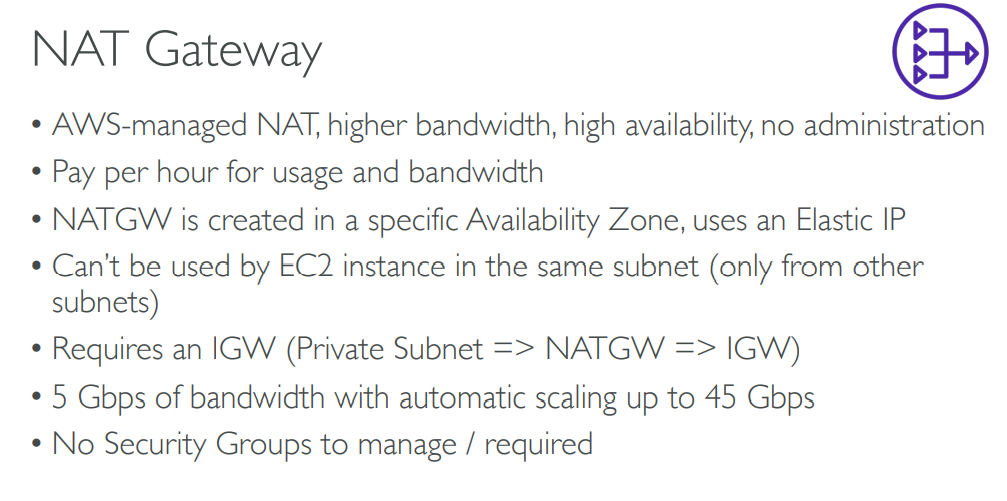 NAT Gateway
• AWS-managed NAT, higher bandwidth, high availability, no administration
• Pay per hour for usage and bandwidth
• NATGW is created in a specific Availability Zone, uses an Elastic IP
• Can’t be used by EC2 instance in the same subnet (only from other
subnets)
• Requires an IGW (Private Subnet => NATGW => IGW)
• 5 Gbps of bandwidth with automatic scaling up to 45 Gbps
• No Security Groups to manage / required